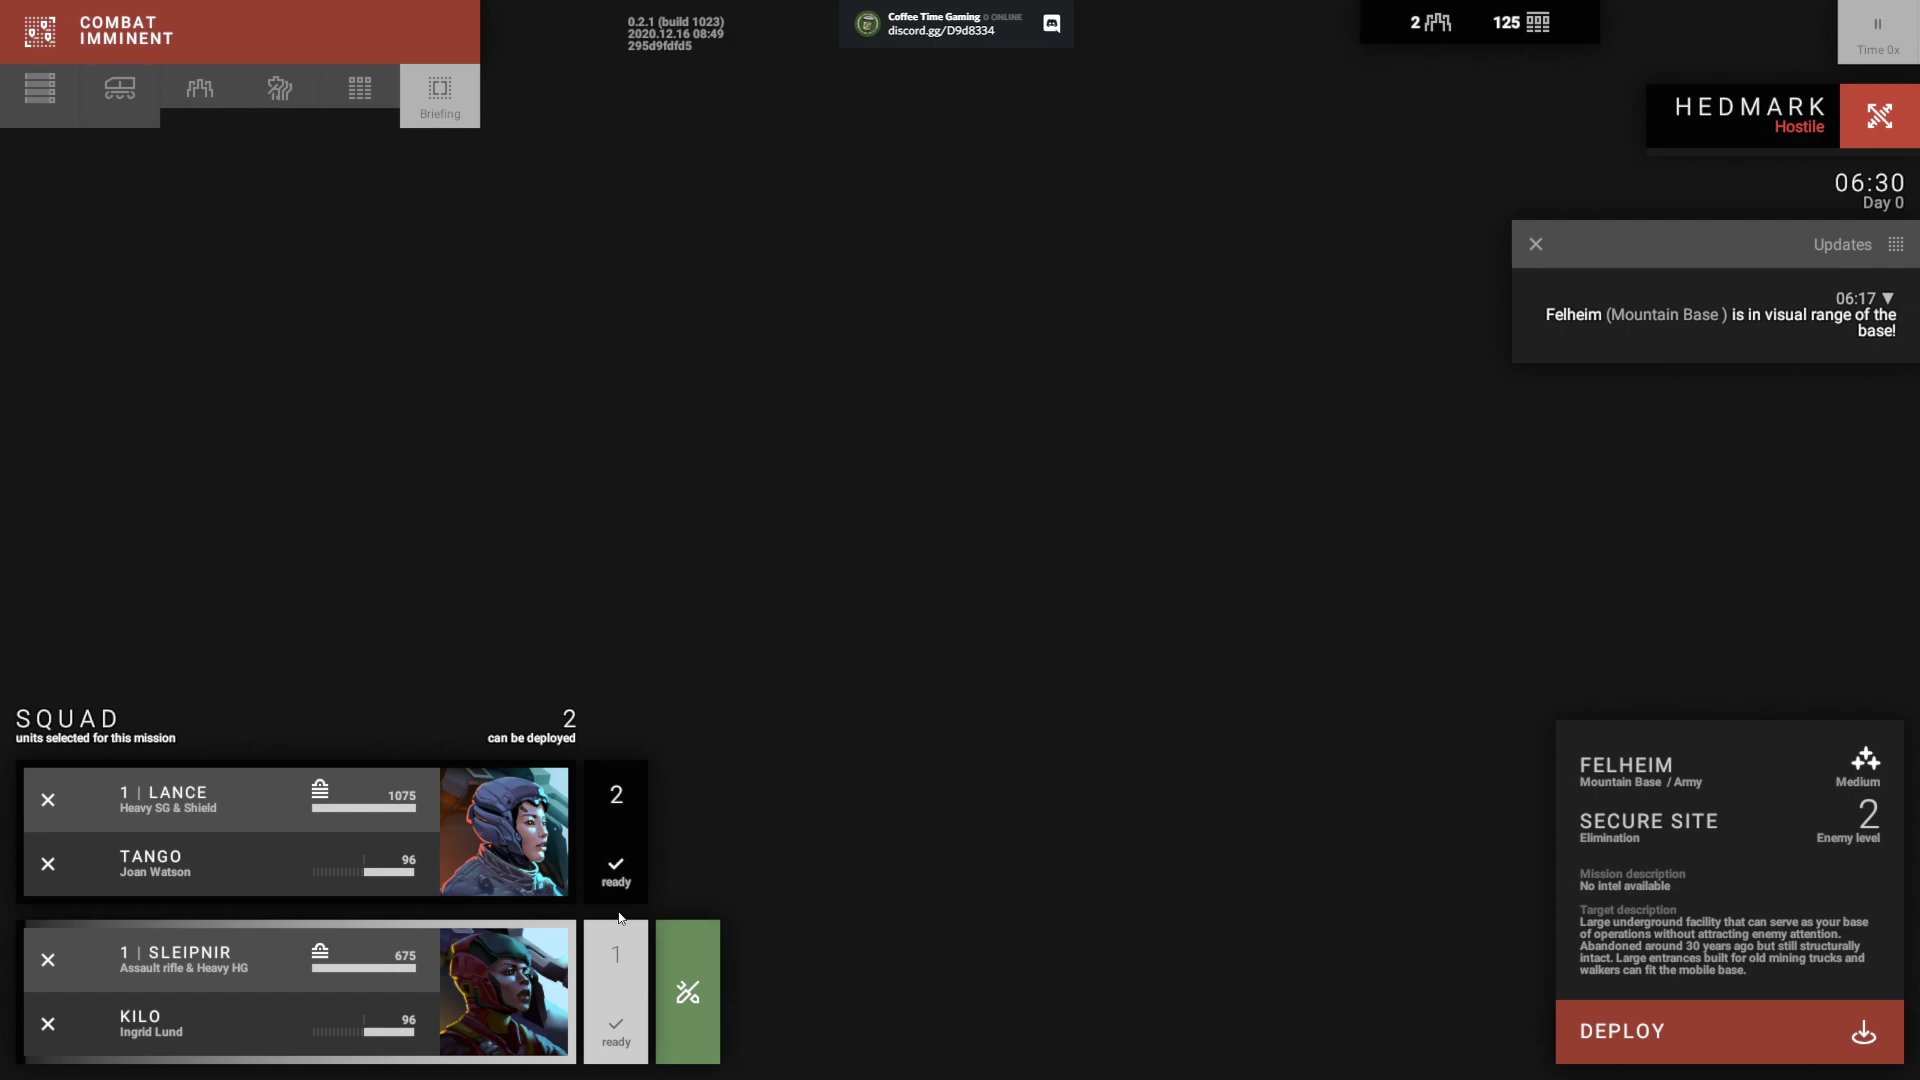 COMBAT
IMMINENT
Briefing
0.2.1 (build 1023)
2020.12.16 08:49
295d9fdfd5
Coffee Time Gaming 0 ONLINE
discord.gg/D9d8334
2
125
Time 0x
HEDMARK
Hostile
06:30
Day 0
Updates
06:17 ▼
Felheim (Mountain Base ) is in visual range of the
base!
SQUAD
units selected for this mission
2
can be deployed
1 | LANCE
Heavy SG & Shield
1075
TANGO
Joan Watson
96
2
ready
1 | SLEIPNIR
Assault rifle & Heavy HG
675
KILO
Ingrid Lund
96
1
ready
FELHEIM
Mountain Base / Army
Medium
SECURE SITE
Elimination
2
Enemy level
Mission description
No intel available
Target description
Large underground facility that can serve as your base
of operations without attracting enemy attention.
Abandoned around 30 years ago but still structurally
intact. Large entrances built for old mining trucks and
walkers can fit the mobile base.
DEPLOY